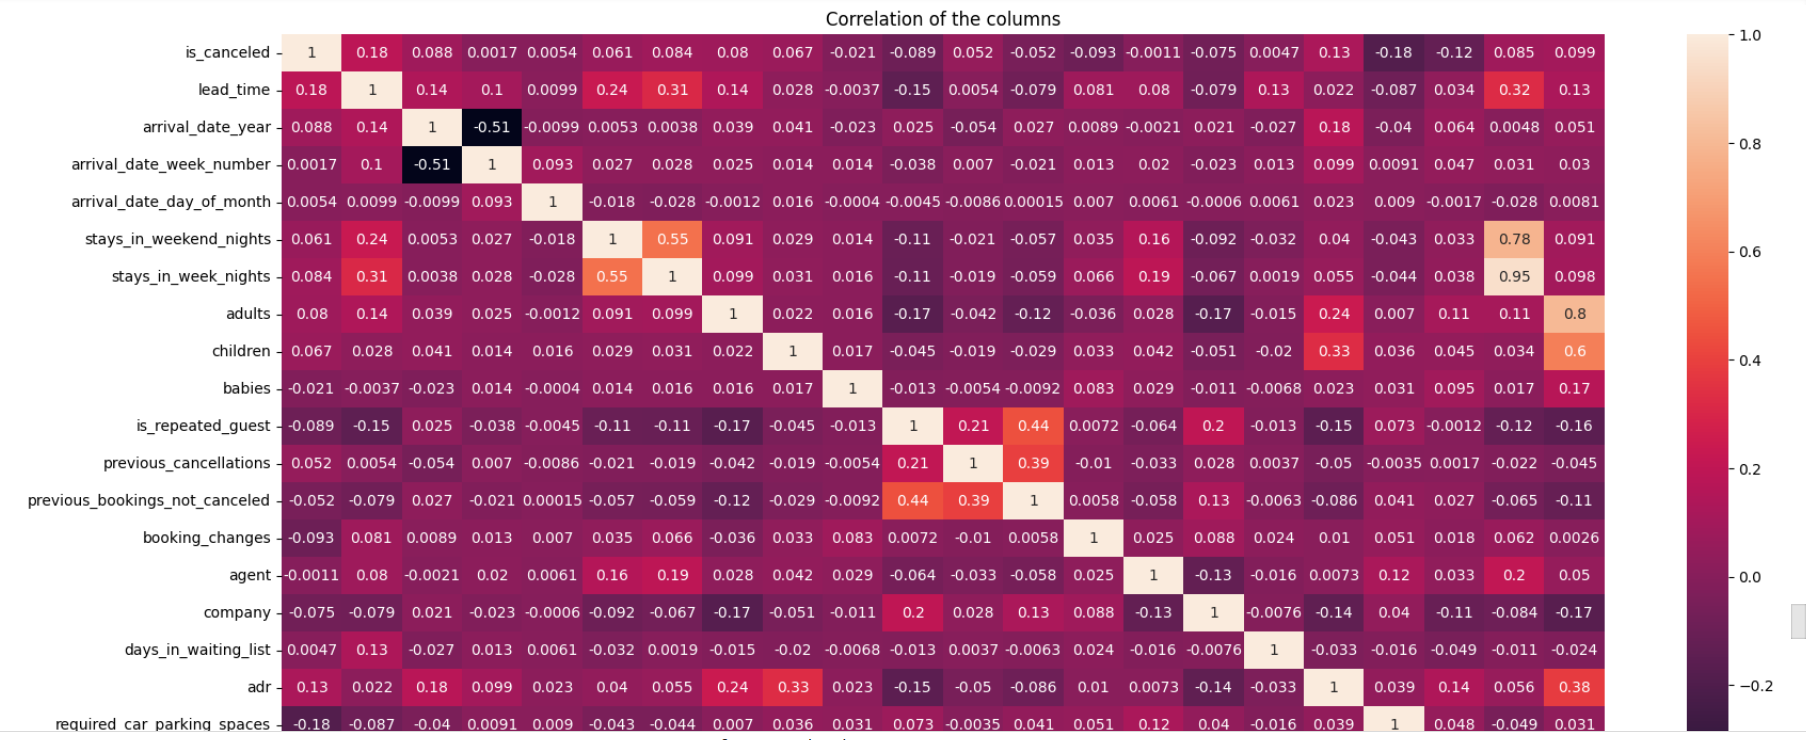 Correlation of the columns
is_canceled 1 0.18 0.088 0.0017 0.0054 0.061 0.084 0.08 0.067 -0.021 -0.089 0.052 -0.052 -0.093 -0.0011 -0.075 0.0047 0.13 -0.18 -0.12 0.085 0.099 1.0
lead_time 0.18 1 0.14 0.1 0.0099 0.24 0.31 0.14 0.028 -0.0037 -0.15 0.0054 -0.079 0.081 0.08 -0.079 0.13 0.022 -0.087 0.034 0.32 0.13
arrival_date_year 0.088 0.14 1 -0.51 -0.0099 0.0053 0.0038 0.039 0.041 -0.023 0.025 -0.054 0.027 0.0089 -0.0021 0.021 -0.027 0.18 -0.04 0.064 0.0048 0.051
0.8
arrival_date_week_number 0.0017 0.1 -0.51 1 0.093 0.027 0.028 0.025 0.014 0.014 -0.038 0.007 -0.021 0.013 0.02 -0.023 0.013 0.099 0.0091 0.047 0.031 0.03
arrival_date_day_of_month 0.0054 0.0099 -0.0099 0.093 1 -0.018 -0.028 -0.0012 0.016 -0.0004 -0.0045 -0.0086 0.00015 0.007 0.0061 -0.0006 0.0061 0.023 0.009 -0.0017 -0.028 0.0081
stays_in_weekend_nights 0.061 0.24 0.0053 0.027 -0.018 1 0.55 0.091 0.029 0.014 -0.11 -0.021 -0.057 0.035 0.16 -0.092 -0.032 0.04 -0.043 0.033 0.78 0.091
0.6
stays_in_week_nights 0.084 0.31 0.0038 0.028 -0.028 0.55 1 0.099 0.031 0.016 -0.11 -0.019 -0.059 0.066 0.19 -0.067 0.0019 0.055 -0.044 0.038 0.95 0.098
adults 0.08 0.14 0.039 0.025 -0.0012 0.091 0.099 1 0.022 0.016 -0.17 -0.042 -0.12 -0.036 0.028 -0.17 -0.015 0.24 0.007 0.11 0.11 0.8
children 0.067 0.028 0.041 0.014 0.016 0.029 0.031 0.022 1 0.017 -0.045 -0.019 -0.029 0.033 0.042 -0.051 -0.02 0.33 0.036 0.045 0.034 0.6
0.4
babies -0.021 -0.0037 -0.023 0.014 -0.0004 0.014 0.016 0.016 0.017 1 -0.013 -0.0054 -0.0092 0.083 0.029 -0.011 -0.0068 0.023 0.031 0.095 0.017 0.17
is_repeated_guest -0.089 -0.15 0.025 -0.038 -0.0045 -0.11 -0.11 -0.17 -0.045 -0.013 1 0.21 0.44 0.0072 -0.064 0.2 -0.013 -0.15 0.073 -0.0012 -0.12 -0.16
previous_cancellations 0.052 0.0054 -0.054 0.007 -0.0086 -0.021 -0.019 -0.042 -0.019 -0.0054 0.21 1 0.39 -0.01 -0.033 0.028 0.0037 -0.05 -0.0035 0.0017 -0.022 -0.045
0.2
previous_bookings_not_canceled -0.052 -0.079 0.027 -0.021 0.00015 -0.057 -0.059 -0.12 -0.029 -0.0092 0.44 0.39 1 0.0058 -0.058 0.13 -0.0063 -0.086 0.041 0.027 -0.065 -0.11
booking_changes -0.093 0.081 0.0089 0.013 0.007 0.035 0.066 -0.036 0.033 0.083 0.0072 -0.01 0.0058 1 0.025 0.088 0.024 0.01 0.051 0.018 0.062 0.0026
agent -0.0011 0.08 -0.0021 0.02 0.0061 0.16 0.19 0.028 0.042 0.029 -0.064 -0.033 -0.058 0.025 1 -0.13 -0.016 0.0073 0.12 0.033 0.2 0.05 0.0
company -0.075 -0.079 0.021 -0.023 -0.0006 -0.092 -0.067 -0.17 -0.051 -0.011 0.2 0.028 0.13 0.088 -0.13 1 -0.0076 -0.14 0.04 -0.11 -0.084 -0.17
days_in_waiting_list 0.0047 0.13 -0.027 0.013 0.0061 -0.032 0.0019 -0.015 -0.02 -0.0068 -0.013 0.0037 -0.0063 0.024 -0.016 -0.0076 1 -0.033 -0.016 -0.049 -0.011 -0.024
adr 0.13 0.022 0.18 0.099 0.023 0.04 0.055 0.24 0.33 0.023 -0.15 -0.05 -0.086 0.01 0.0073 -0.14 -0.033 1 0.039 0.14 0.056 0.38 −0.2
required_car_parking_spaces -0.18 -0.087 -0.04 0.0091 0.009 -0.043 -0.044 0.007 0.036 0.031 0.073 -0.0035 0.041 0.051 0.12 0.04 -0.016 0.039 1 0.048 -0.049 0.031